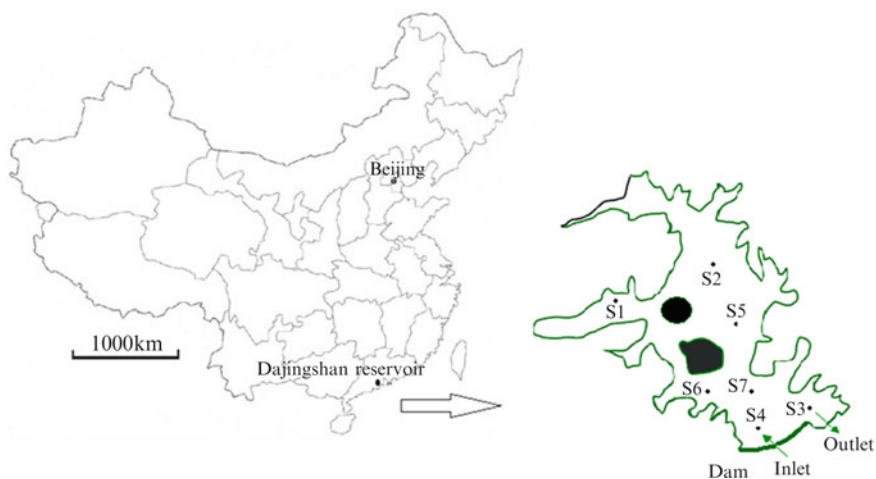 Beijing
1000km
Dajingshan reservoir
S2
S1
S5
S6
S7
S3
S4
Outlet
Dam
Inlet